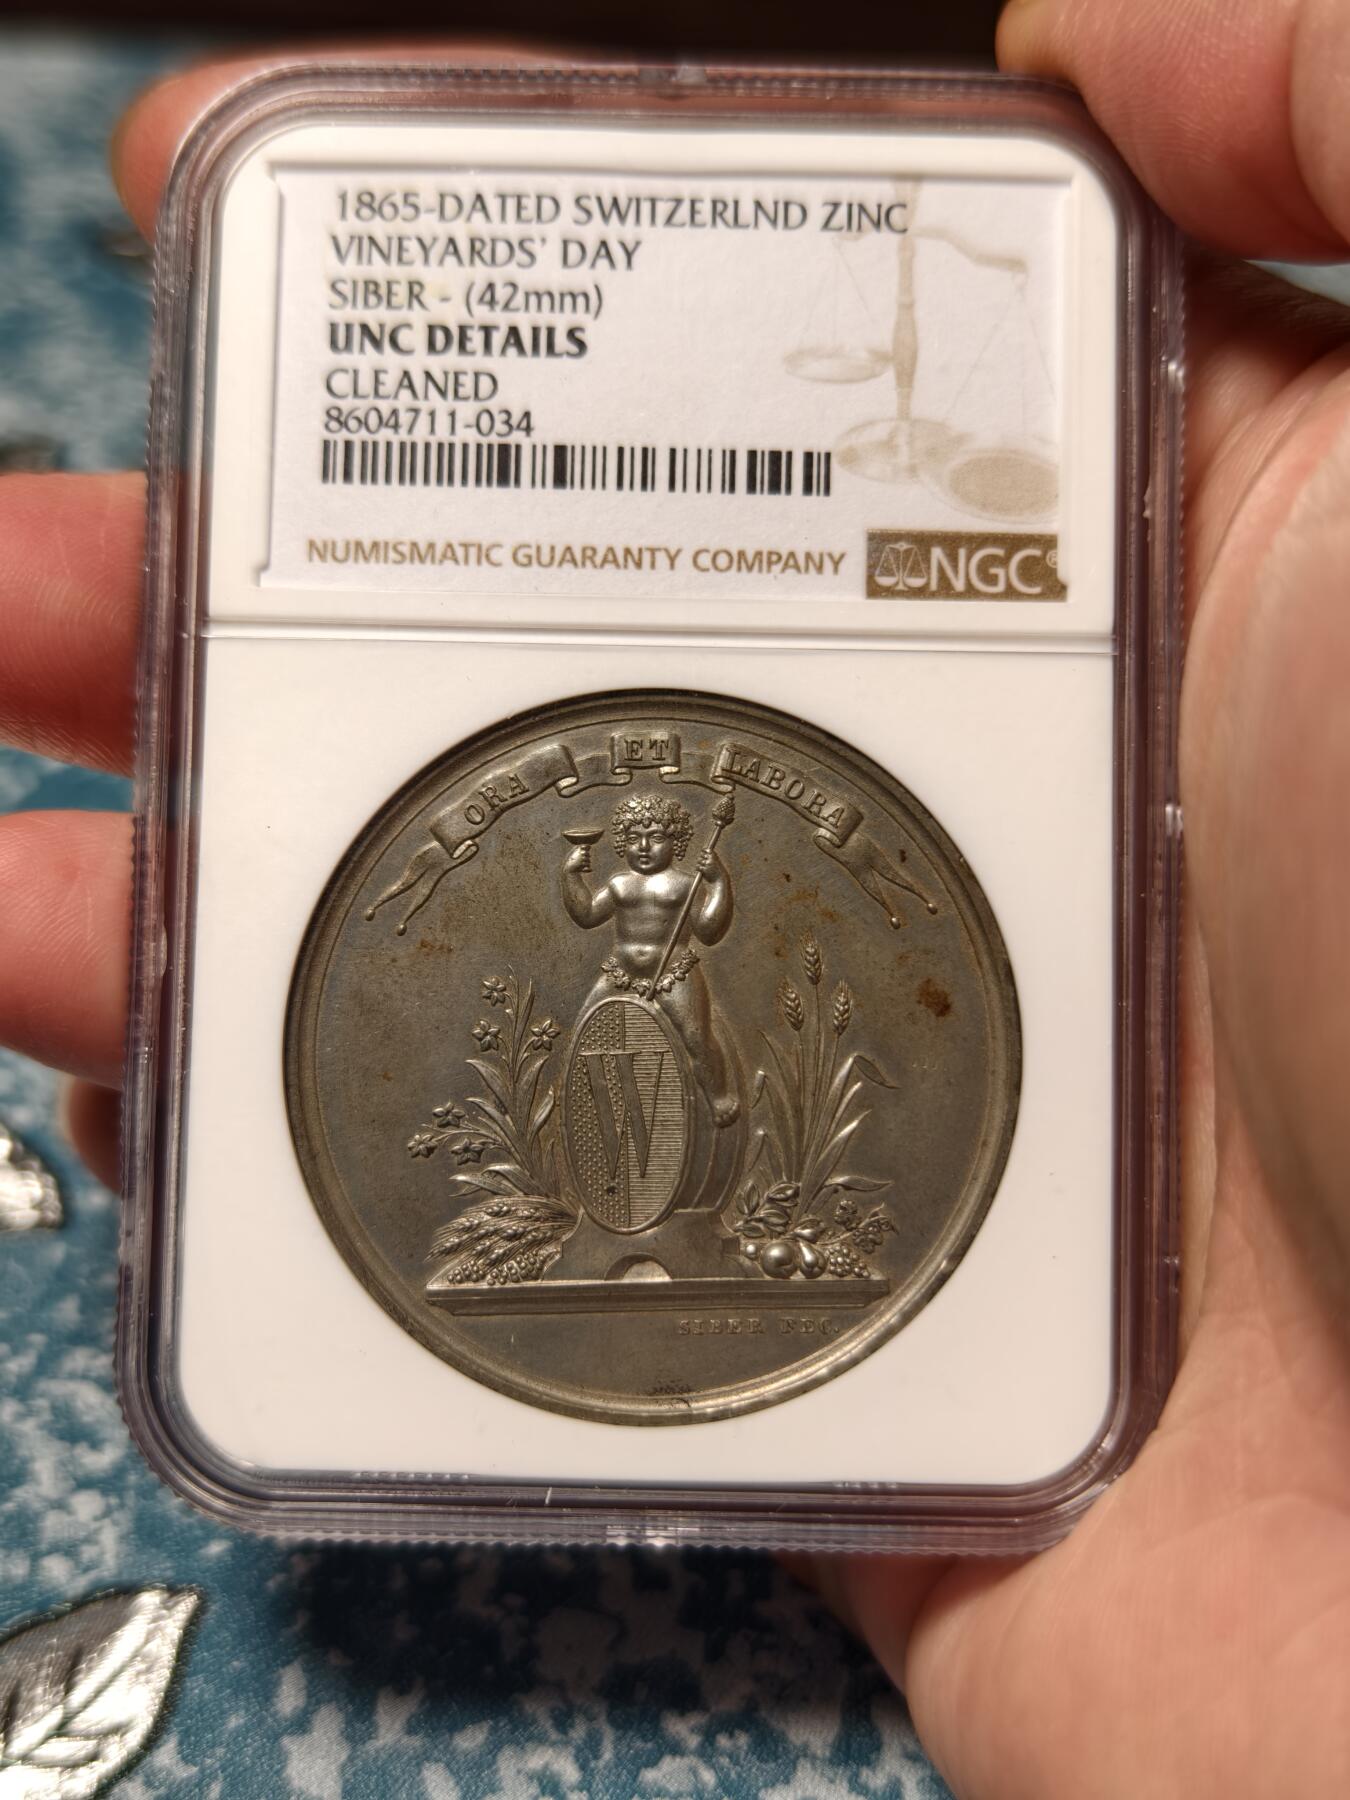 1865-DATED SWITZERLND ZINC
VINEYARDS' DAY
SIBER - (42mm)
UNC DETAILS
CLEANED
8604711-034
NUMISMATIC GUARANTY COMPANY
NGC®
ORA ET LABORA
W
SIBER FEC.